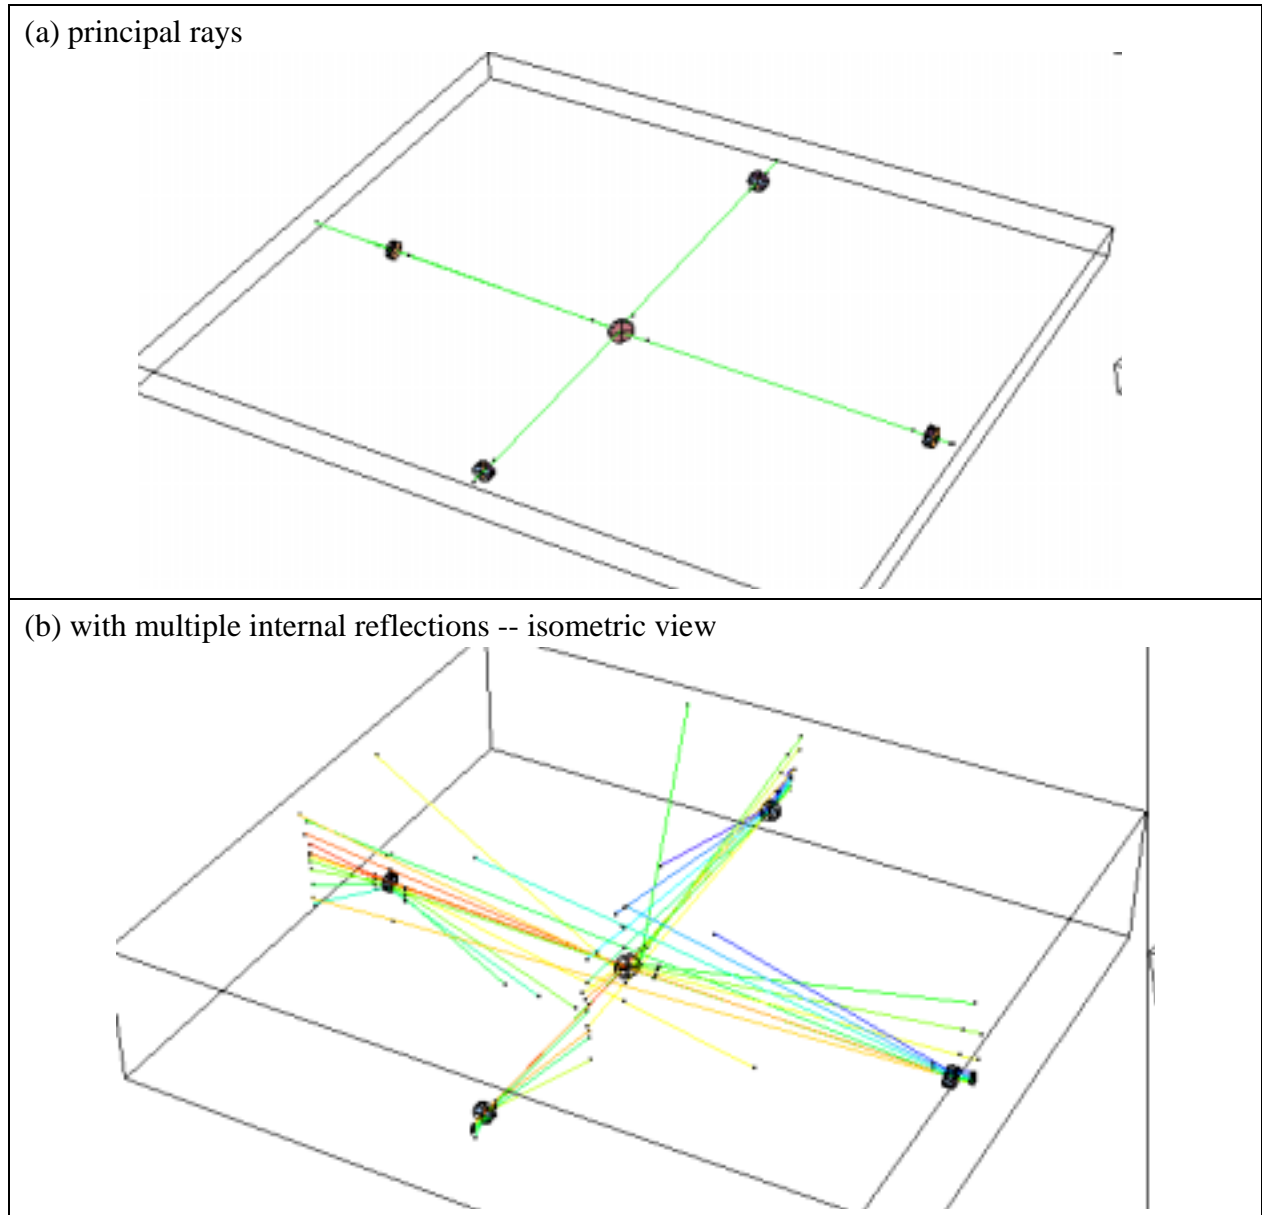 (a) principal rays
(b) with multiple internal reflections -- isometric view